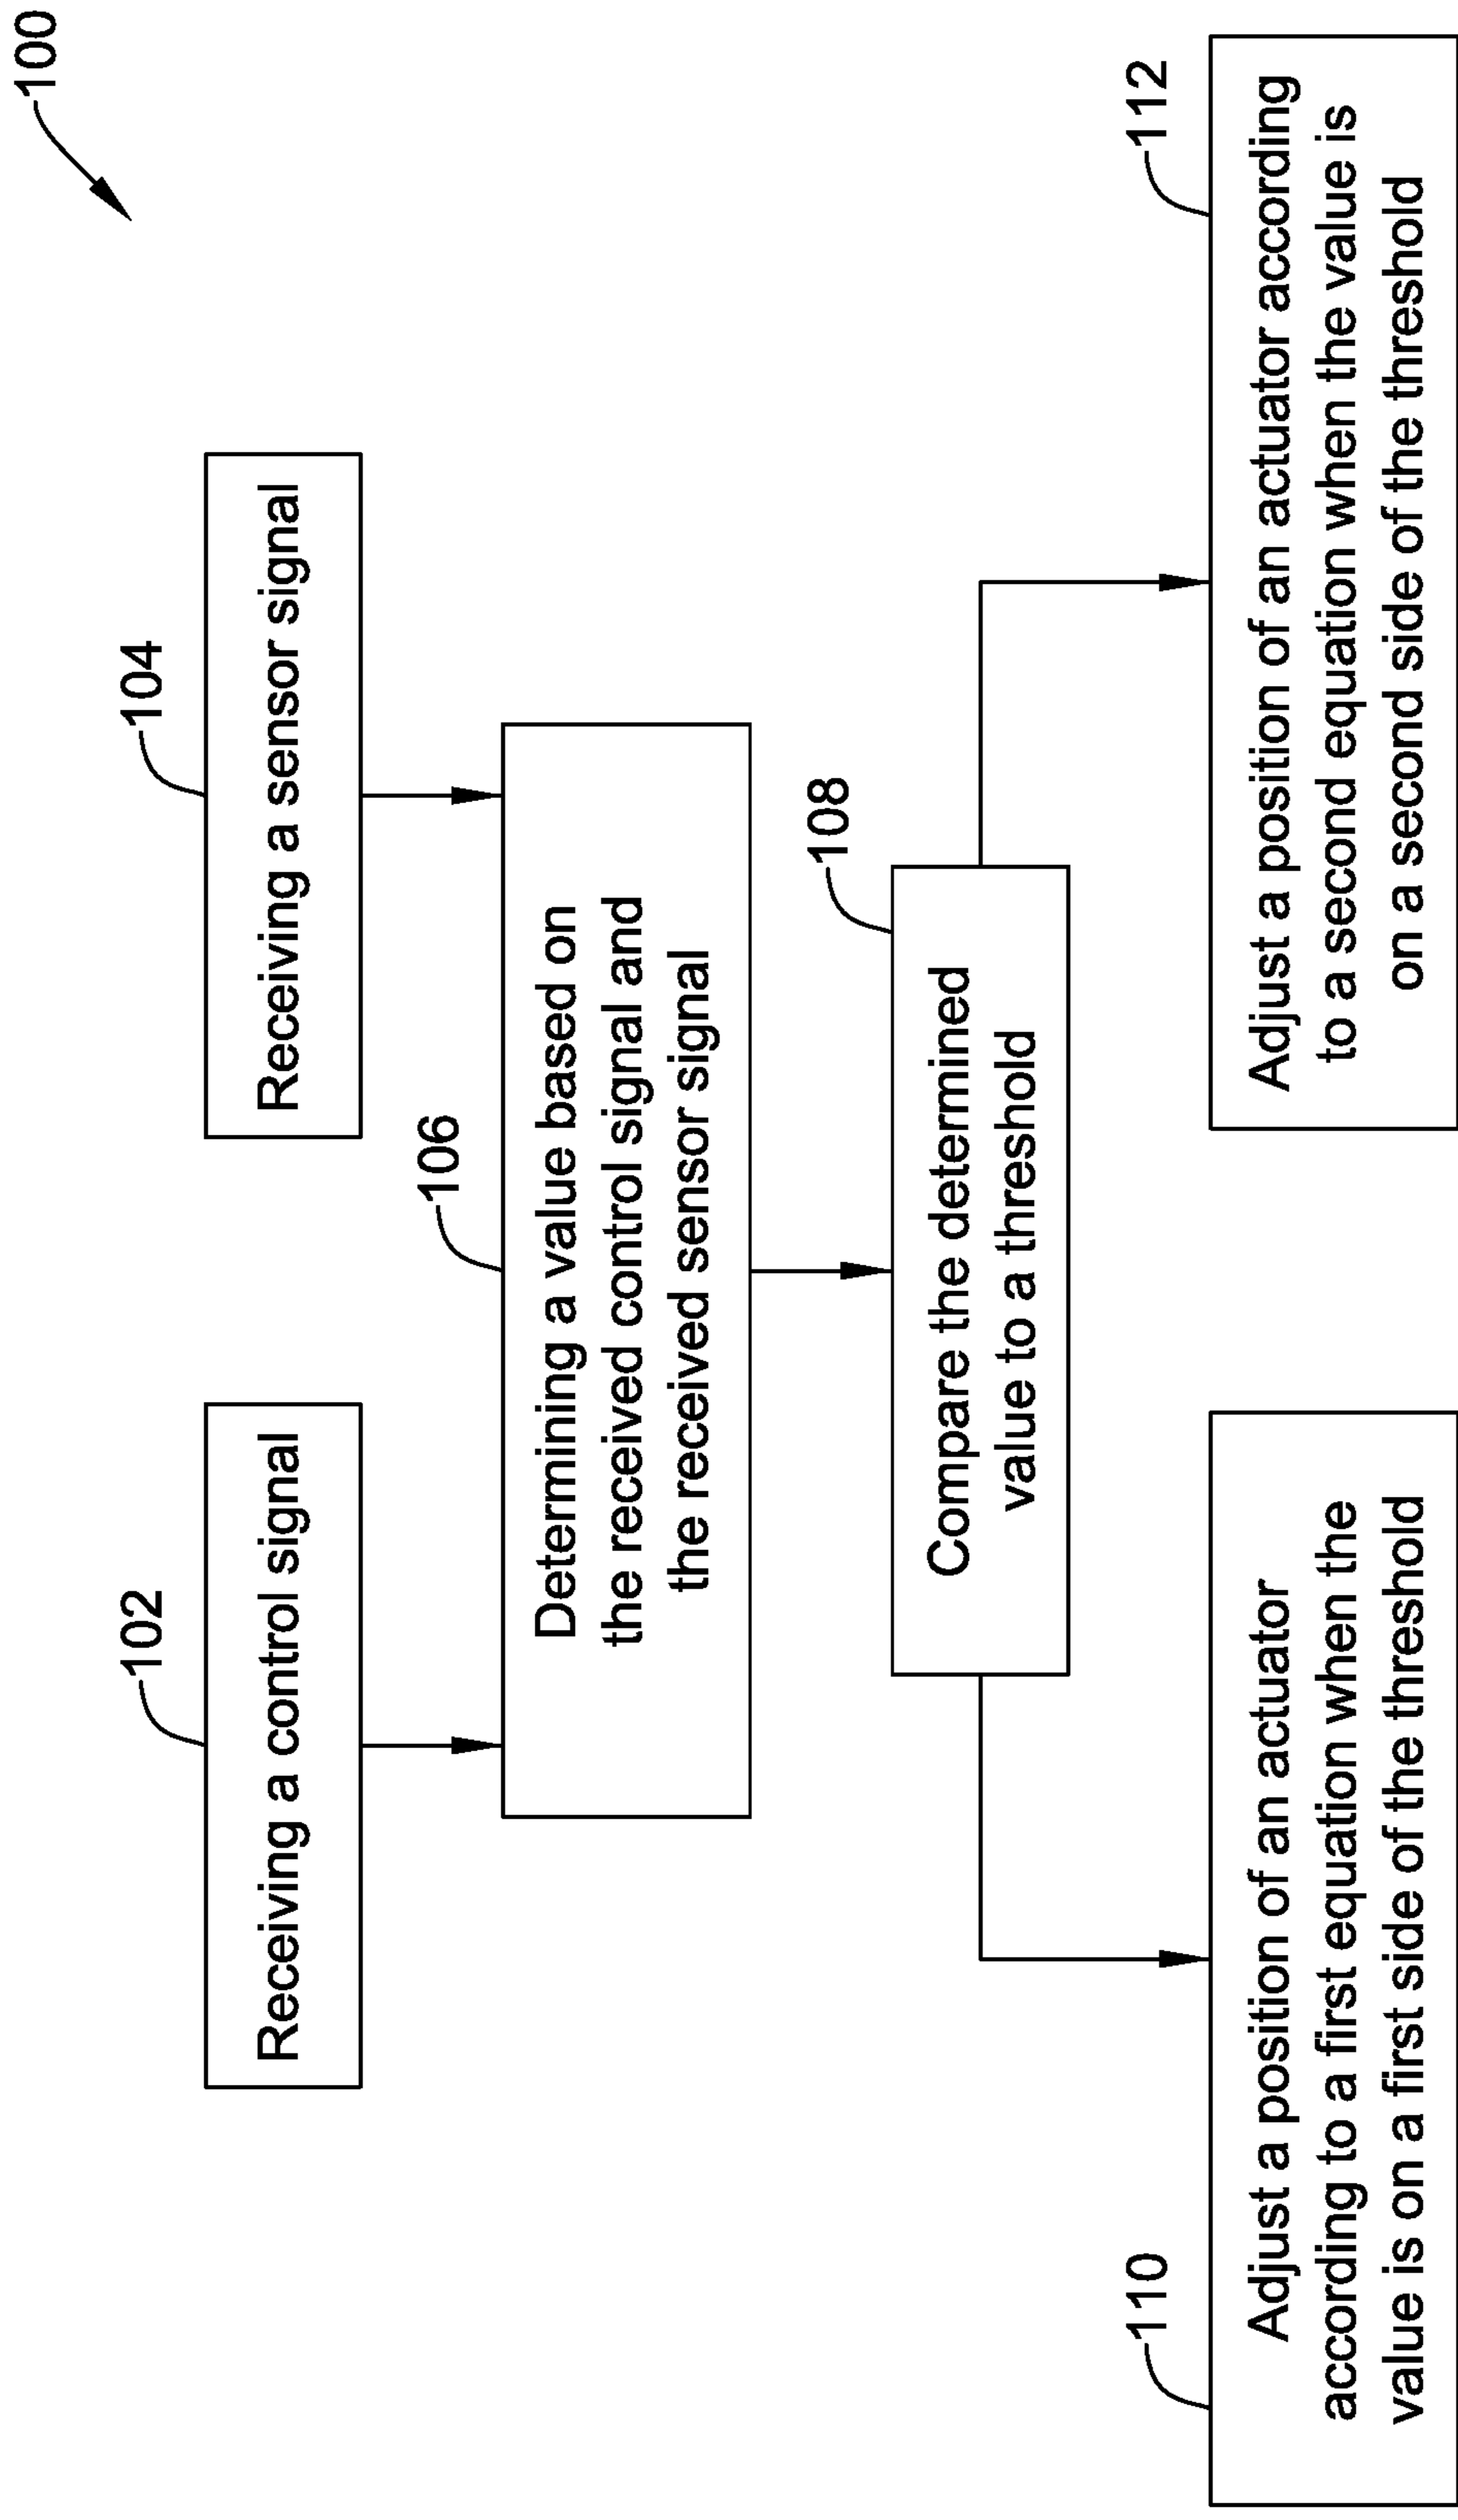 100
102
Receiving a control signal
104
Receiving a sensor signal
106
Determining a value based on
the received control signal and
the received sensor signal
108
Compare the determined
value to a threshold
110
Adjust a position of an actuator
according to a first equation when the
value is on a first side of the threshold
112
Adjust a position of an actuator according
to a second equation when the value is
on a second side of the threshold